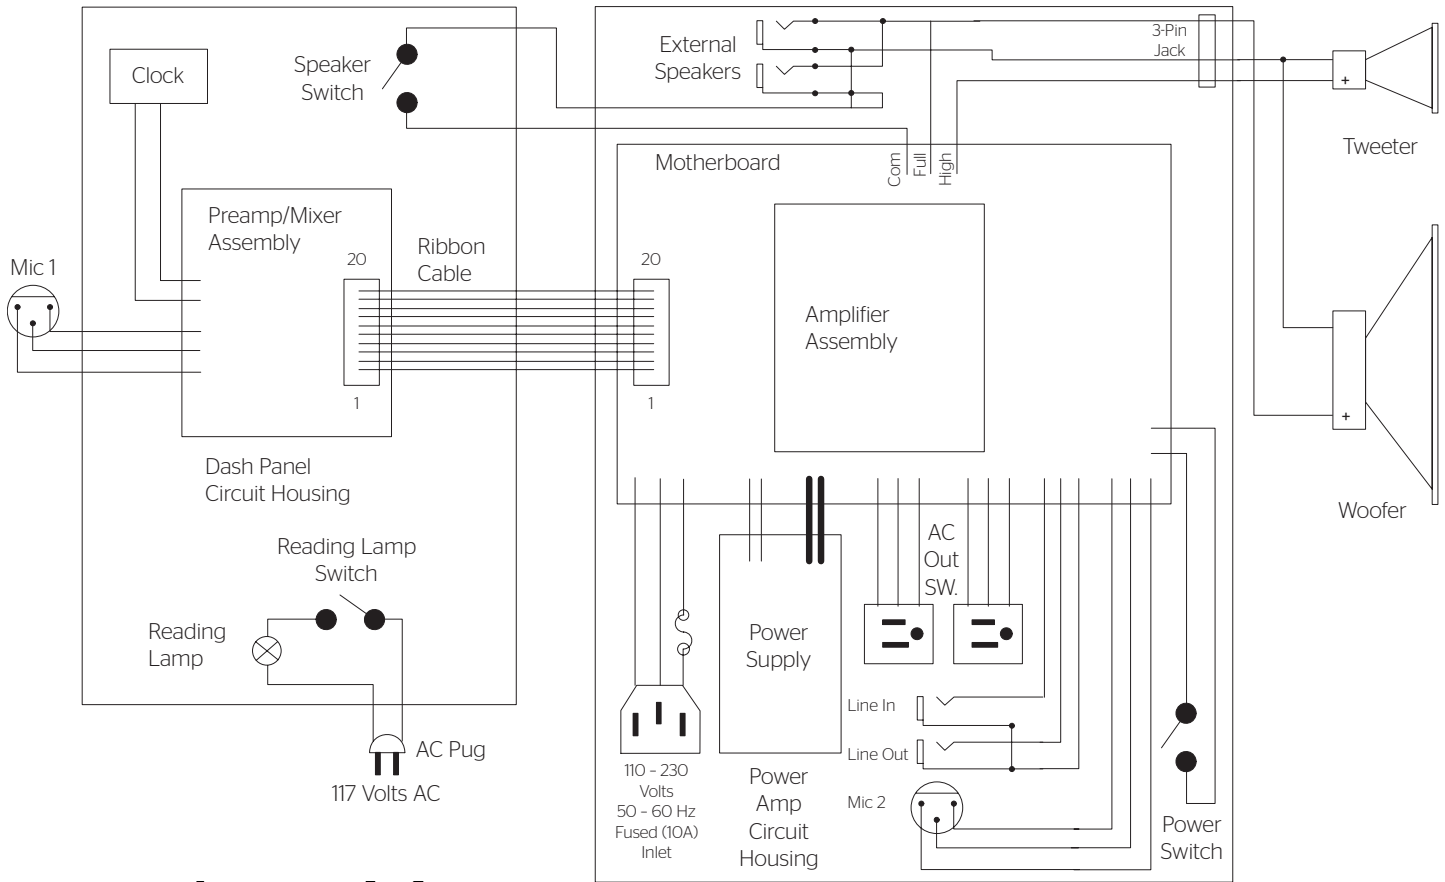 Clock
Speaker
Switch
External
Speakers
3-Pin
Jack
+
Tweeter
Motherboard
Com
Full
High
Preamp/Mixer
Assembly
Ribbon
Cable
20
20
Mic 1
Amplifier
Assembly
1
1
+
Woofer
Dash Panel
Circuit Housing
Reading Lamp
Switch
Reading
Lamp
AC Pug
117 Volts AC
AC
Out
SW.
Power
Supply
110 - 230
Volts
50 - 60 Hz
Fused (10A)
Inlet
Power
Amp
Circuit
Housing
Line In
Line Out
Mic 2
Power
Switch